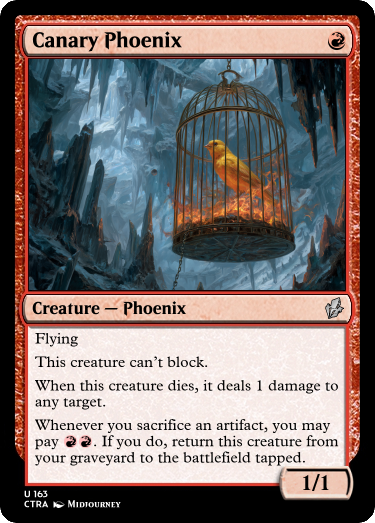 Canary Phoenix
Creature — Phoenix
Flying
This creature can't block.
When this creature dies, it deals 1 damage to
any target.
Whenever you sacrifice an artifact, you may
pay . If you do, return this creature from
your graveyard to the battlefield tapped.
1/1
U 163
CTRA Midjourney